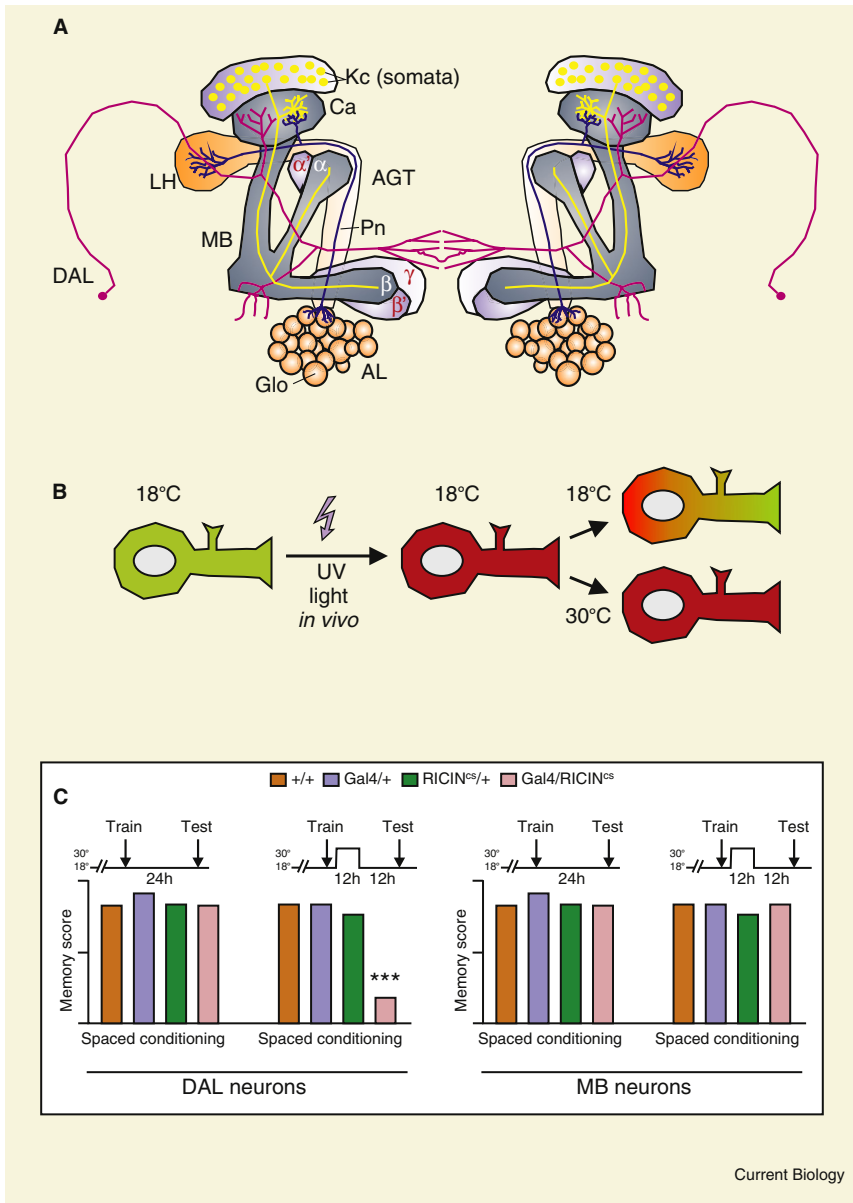 A
Kc (somata)
Ca
LH
α' α
AGT
MB
Pn
DAL
β
γ
β'
AL
Glo
B
18°C
18°C
18°C
UV
light
in vivo
30°C
+/+ Gal4/+ RICINcs/+ Gal4/RICINcs
C
Train Test
30°
18°
24h
Train Test
30°
18°
12h 12h
Train Test
30°
18°
24h
Train Test
30°
18°
12h 12h
Memory score
***
Memory score
Spaced conditioning
Spaced conditioning
Spaced conditioning
Spaced conditioning
DAL neurons
MB neurons
Current Biology